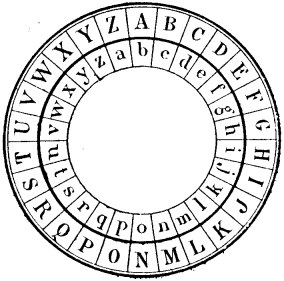 A B C D E F G H I J K L M N O P Q R S T U V W X Y Z
a b c d e f g h i j k l m n o p q r s t u v w x y z